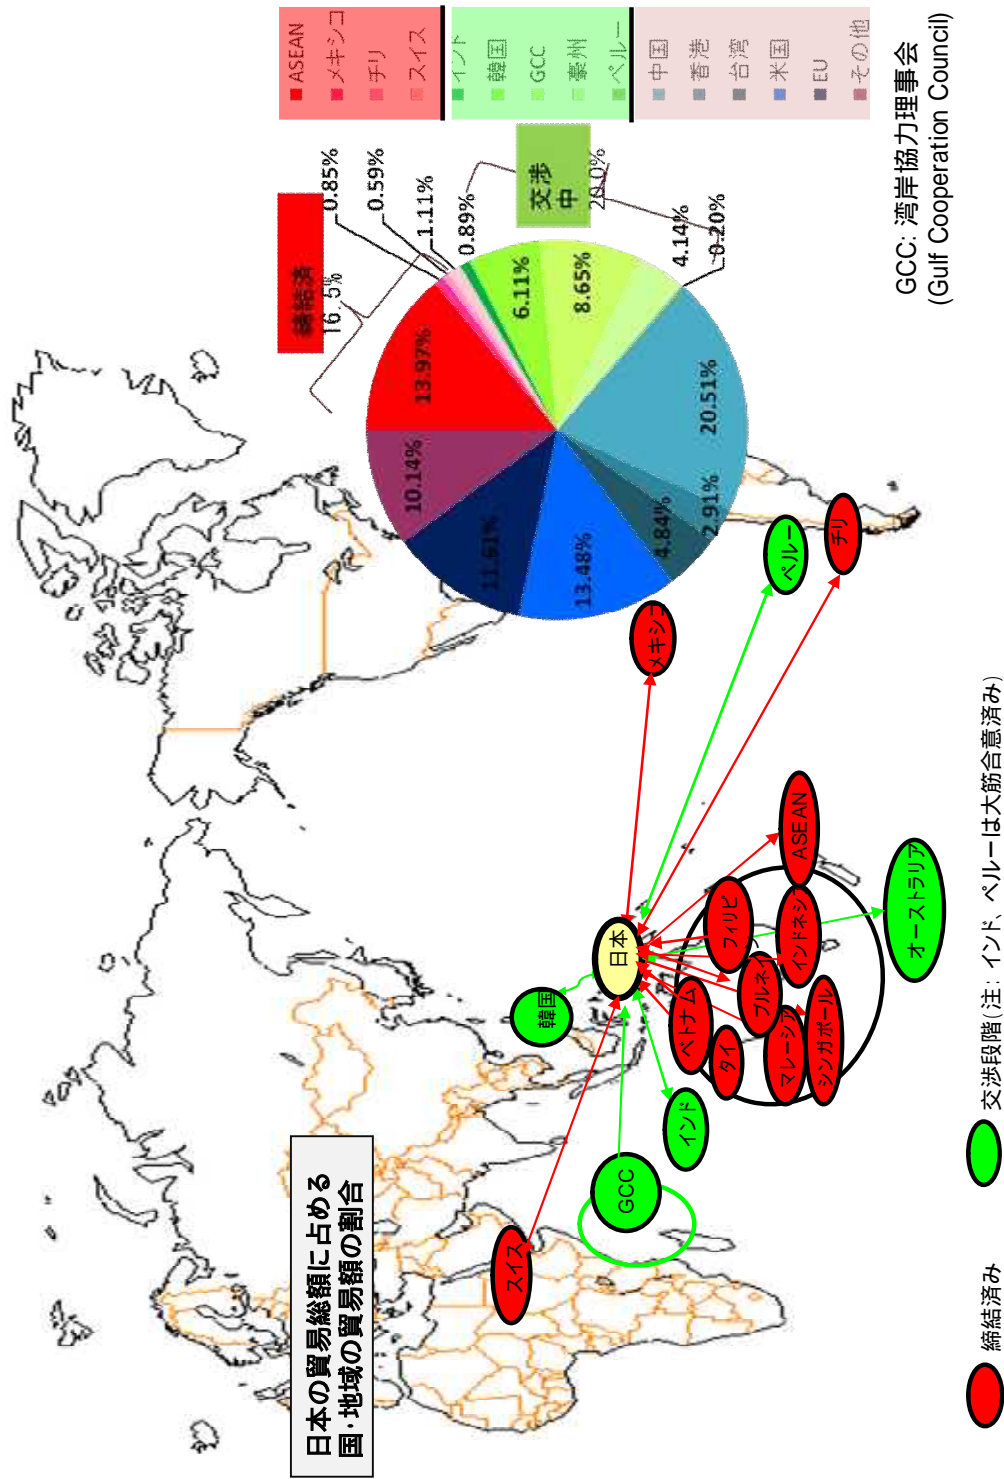 日本の貿易総額に占める
国・地域の貿易額の割合
締結済
16.5%
交渉
中
13.97%
0.85%
0.59%
1.11%
0.89%
6.11%
8.65%
4.14%
0.20%
20.51%
2.91%
4.84%
13.48%
11.61%
10.14%
ASEAN
メキシコ
チリ
スイス
インド
韓国
GCC
豪州
ペルー
中国
香港
台湾
米国
EU
その他
GCC: 湾岸協力理事会
(Gulf Cooperation Council)
スイス
GCC
インド
韓国
日本
メキシコ
ペルー
チリ
ベトナム
タイ
フィリピ
ブルネイ
マレーシア
シンガポール
インドネシ
ASEAN
オーストラリア
締結済み
交渉段階(注: インド、ペルーは大筋合意済み)